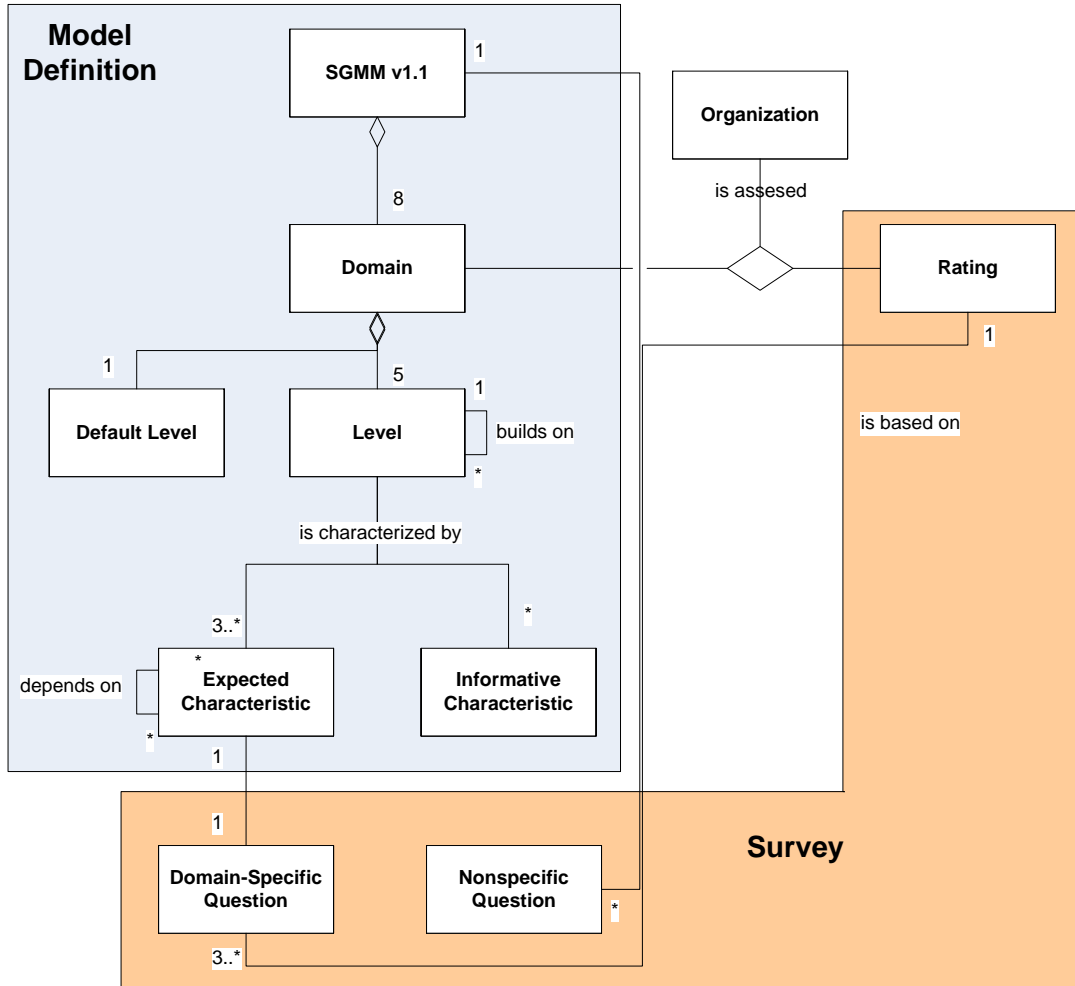 Model
Definition
SGMM v1.1
1
Organization
is assesed
8
Domain
Rating
1
1
5
1
Default Level
Level
builds on
*
is based on
is characterized by
3..*
*
depends on
*
Expected
Characteristic
Informative
Characteristic
*
1
1
Survey
Domain-Specific
Question
Nonspecific
Question
*
3..*